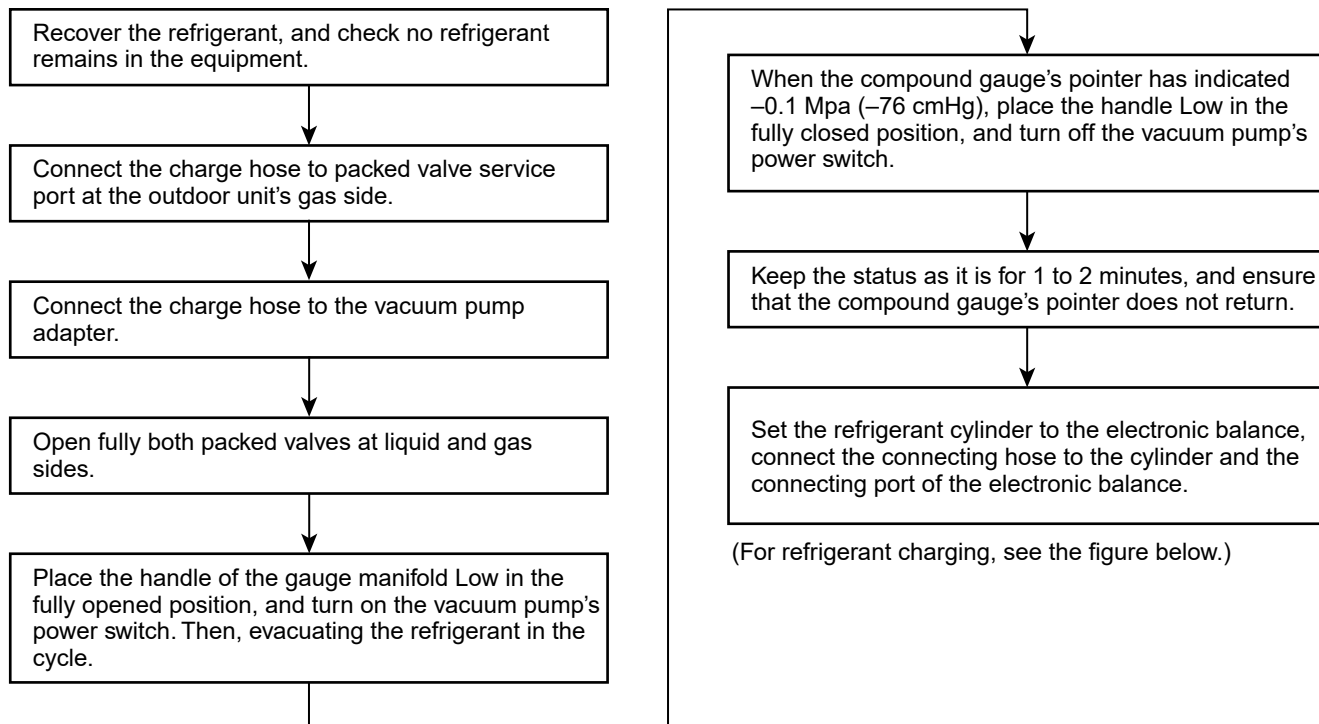 Recover the refrigerant, and check no refrigerant
remains in the equipment.
Connect the charge hose to packed valve service
port at the outdoor unit’s gas side.
Connect the charge hose to the vacuum pump
adapter.
Open fully both packed valves at liquid and gas
sides.
Place the handle of the gauge manifold Low in the
fully opened position, and turn on the vacuum pump’s
power switch. Then, evacuating the refrigerant in the
cycle.
When the compound gauge’s pointer has indicated
–0.1 Mpa (–76 cmHg), place the handle Low in the
fully closed position, and turn off the vacuum pump’s
power switch.
Keep the status as it is for 1 to 2 minutes, and ensure
that the compound gauge’s pointer does not return.
Set the refrigerant cylinder to the electronic balance,
connect the connecting hose to the cylinder and the
connecting port of the electronic balance.
(For refrigerant charging, see the figure below.)